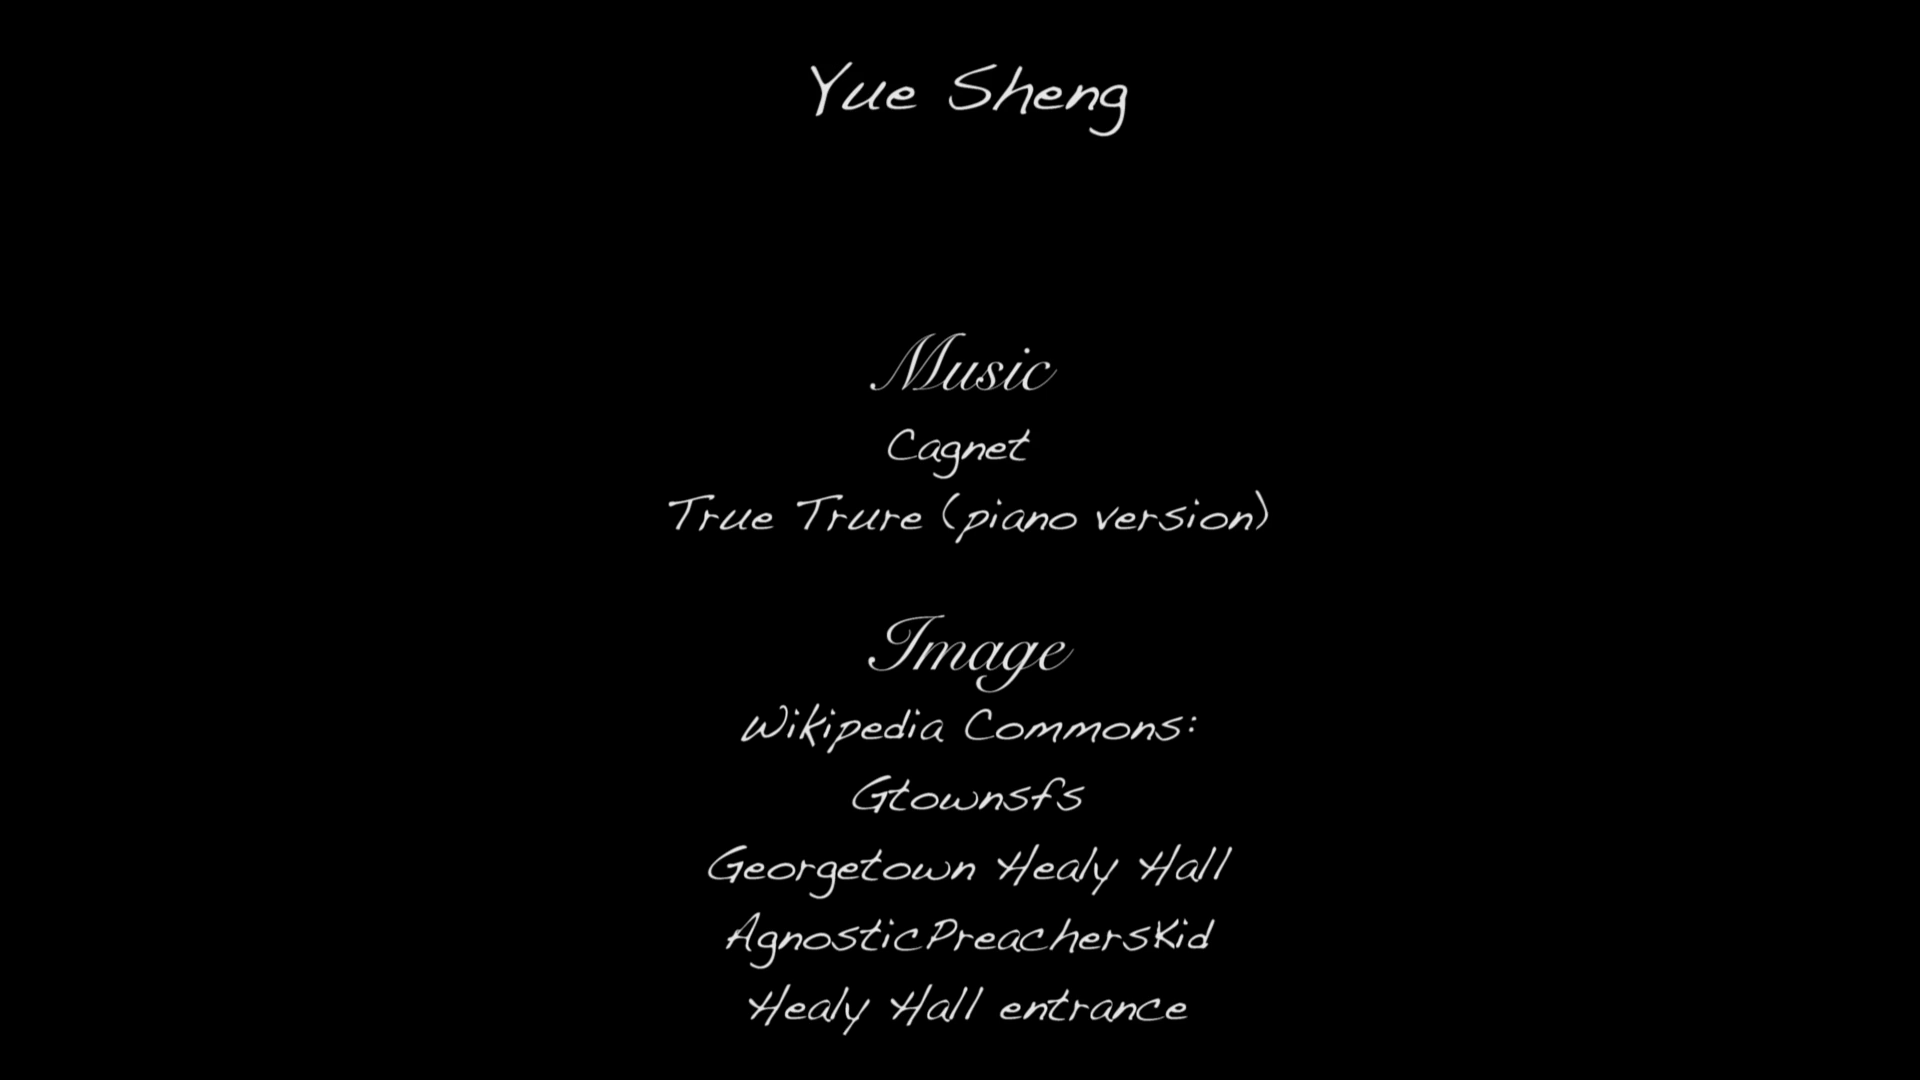 Yue Sheng
Music
Cagnet
True Trure (piano version)
Image
Wikipedia Commons:
Gtownsfs
Georgetown Healy Hall
AgnosticPreachersKid
Healy Hall entrance